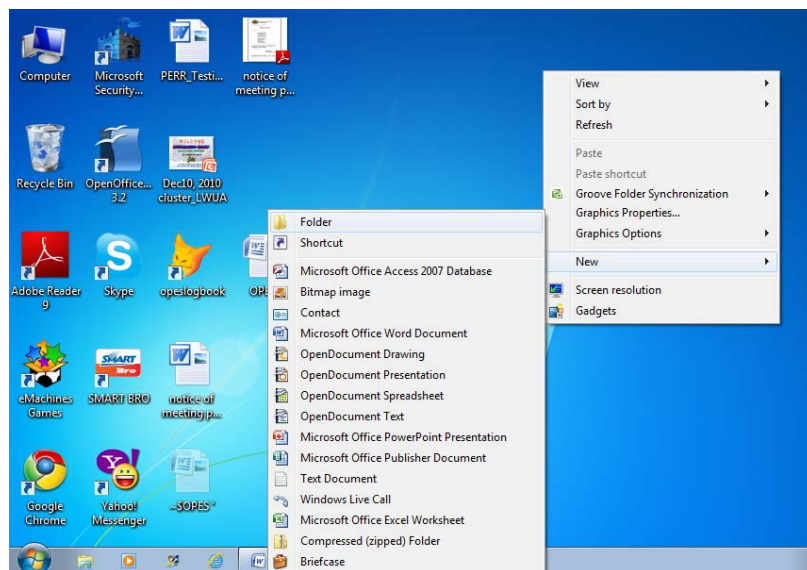 Computer
Microsoft
Security...
PERR_Testi...
notice of
meeting p...
Recycle Bin
OpenOffice...
3.2
WELCOME
Dec10, 2010
cluster_LWUA
Adobe Reader
9
Skype
opeslogbook
eMachines
Games
SMART
Bro
SMART BRO
notice of
meeting p...
Google
Chrome
Yahoo!
Messenger
~$OPES~
View
Sort by
Refresh
Paste
Paste shortcut
Groove Folder Synchronization
Graphics Properties...
Graphics Options
New
Screen resolution
Gadgets
Folder
Shortcut
Microsoft Office Access 2007 Database
Bitmap image
Contact
Microsoft Office Word Document
OpenDocument Drawing
OpenDocument Presentation
OpenDocument Spreadsheet
OpenDocument Text
Microsoft Office PowerPoint Presentation
Microsoft Office Publisher Document
Text Document
Windows Live Call
Microsoft Office Excel Worksheet
Compressed (zipped) Folder
Briefcase